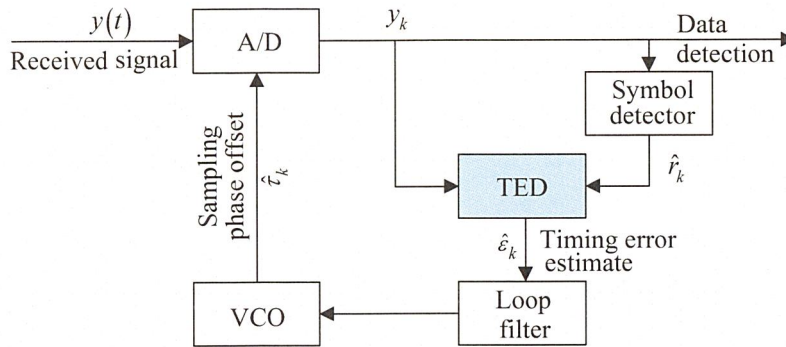 y(t)
Received signal
A/D
y_k
Data
detection
Symbol
detector
Sampling
phase offset
τ̂_k
TED
r̂_k
ε̂_k
Timing error
estimate
VCO
Loop
filter